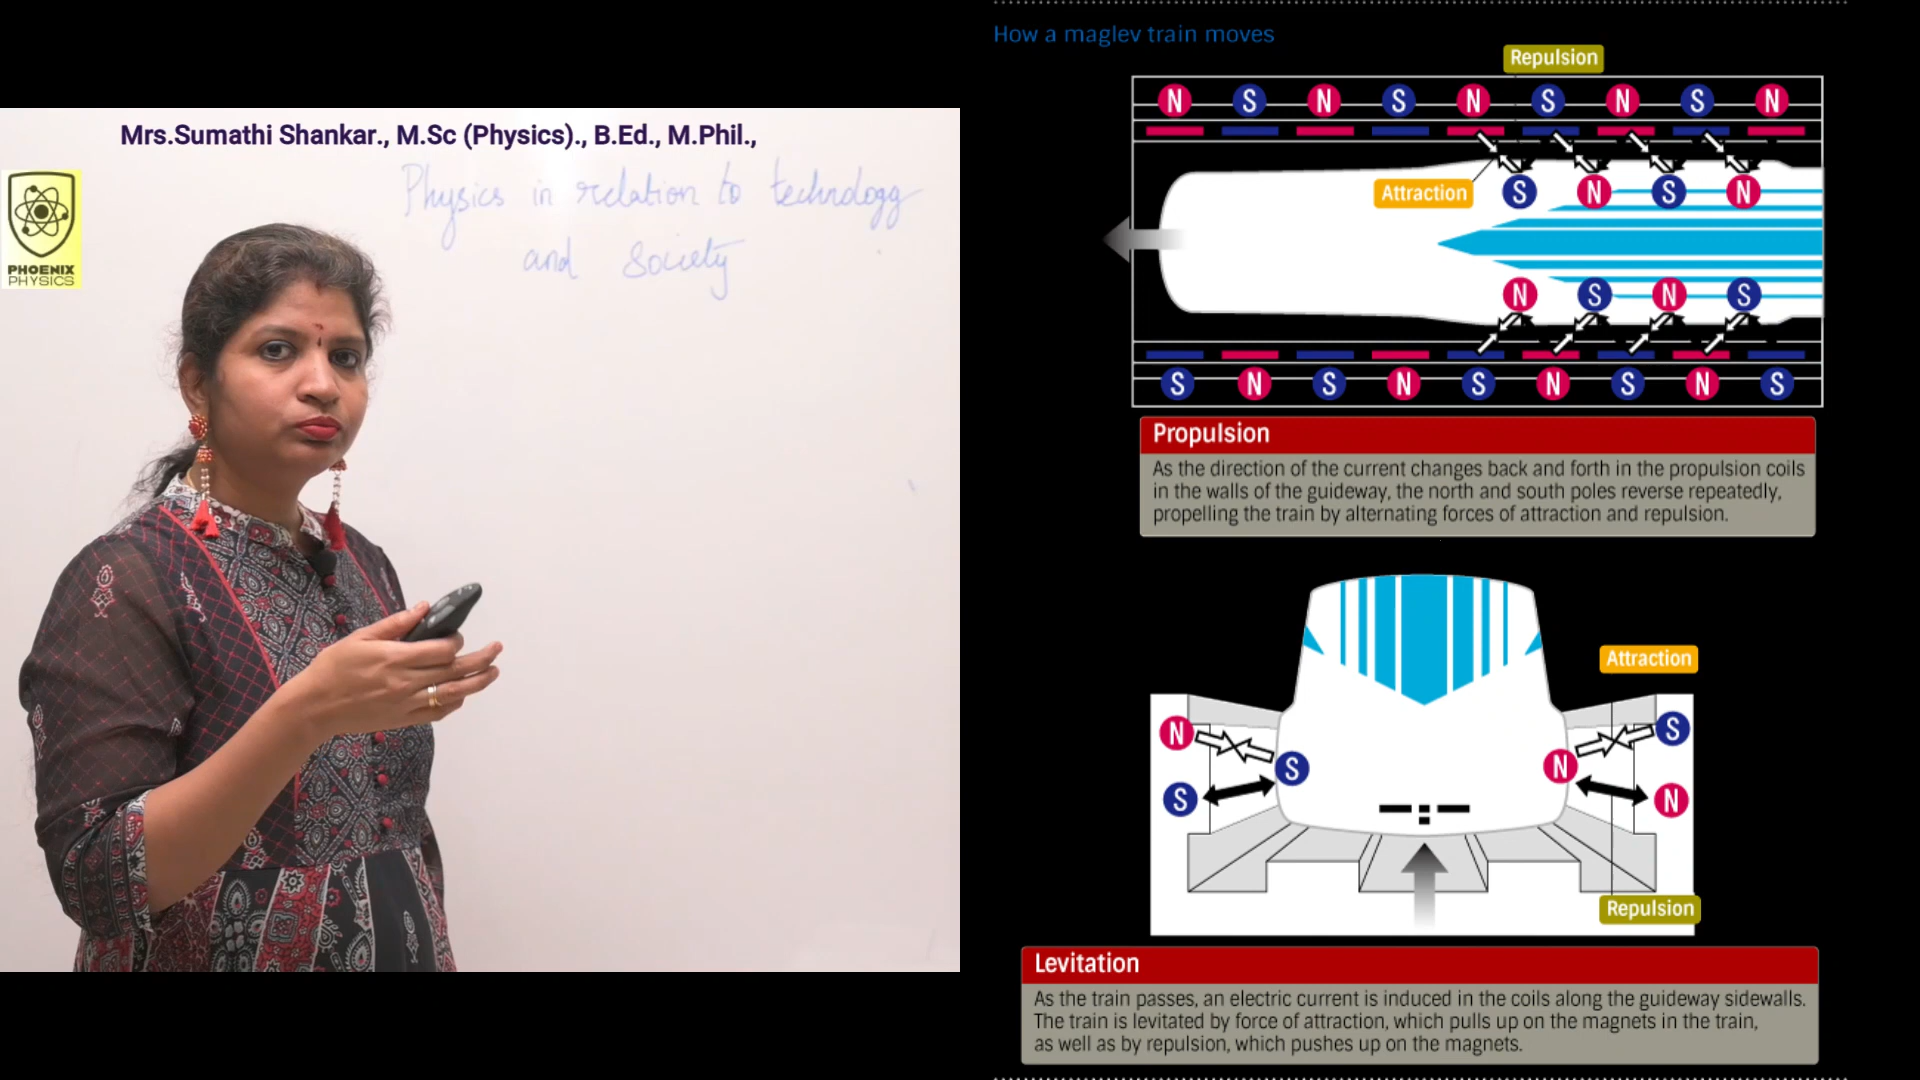 Mrs.Sumathi Shankar., M.Sc (Physics)., B.Ed., M.Phil.,
PHOENIX
PHYSICS
Physics in relation to technology
and Society
How a maglev train moves
Repulsion
N S N S N S N S N
Attraction
S N S N
N S N S
S N S N S N S N S
Propulsion
As the direction of the current changes back and forth in the propulsion coils
in the walls of the guideway, the north and south poles reverse repeatedly,
propelling the train by alternating forces of attraction and repulsion.
Attraction
N S N S
S N
Repulsion
Levitation
As the train passes, an electric current is induced in the coils along the guideway sidewalls.
The train is levitated by force of attraction, which pulls up on the magnets in the train,
as well as by repulsion, which pushes up on the magnets.